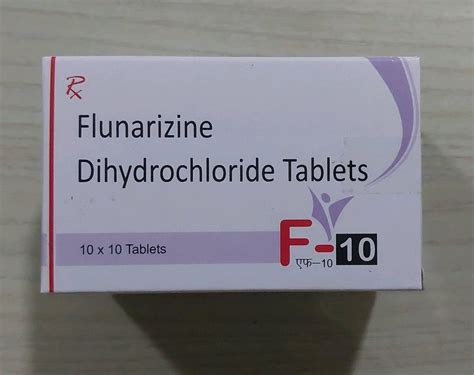 Rx
Flunarizine
Dihydrochloride Tablets
10 x 10 Tablets
F-10
एफ-10